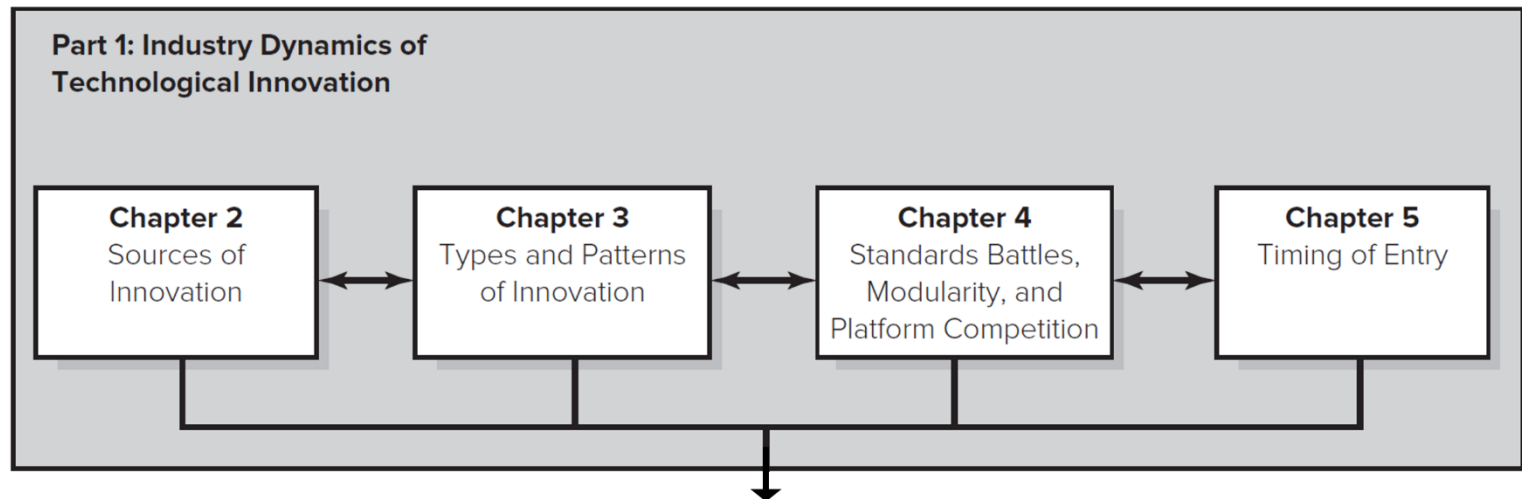 Part 1: Industry Dynamics of
Technological Innovation
Chapter 2
Sources of
Innovation
Chapter 3
Types and Patterns
of Innovation
Chapter 4
Standards Battles,
Modularity, and
Platform Competition
Chapter 5
Timing of Entry